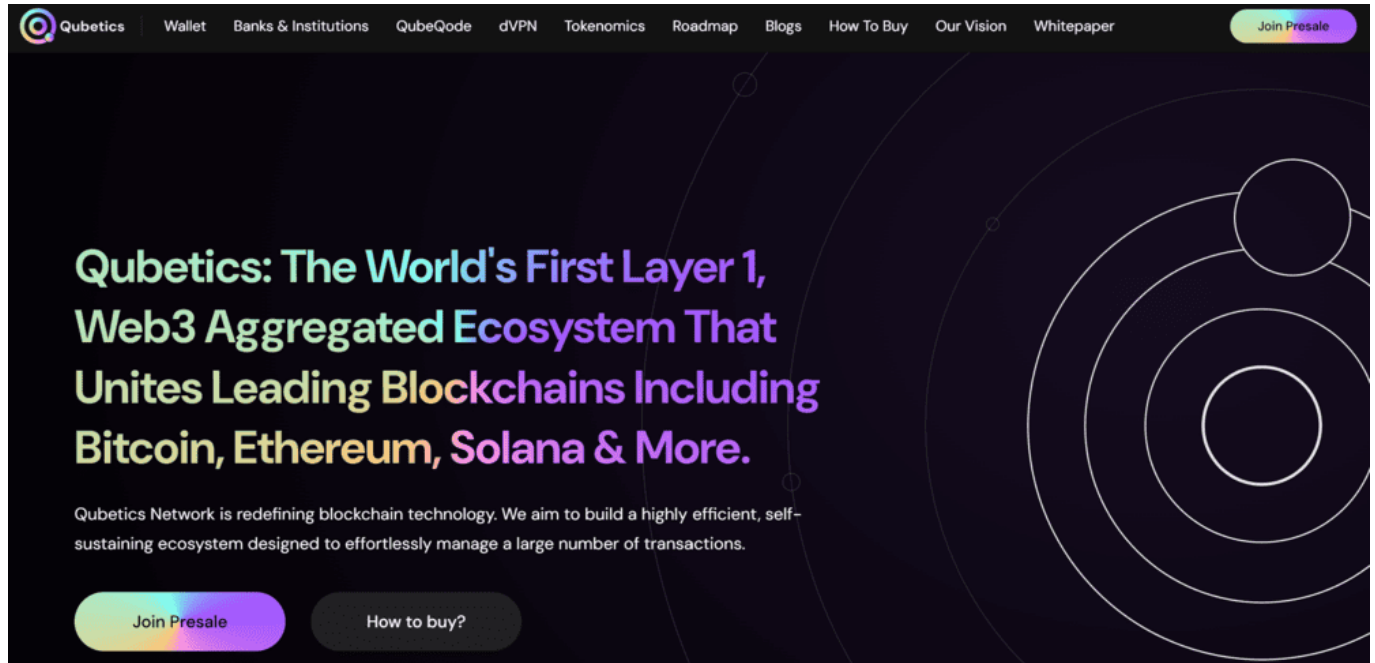 Qubetics Wallet Banks & Institutions QubeQode dVPN Tokenomics Roadmap Blogs How To Buy Our Vision Whitepaper Join Presale
Qubetics: The World's First Layer 1,
Web3 Aggregated Ecosystem That
Unites Leading Blockchains Including
Bitcoin, Ethereum, Solana & More.
Qubetics Network is redefining blockchain technology. We aim to build a highly efficient, self-
sustaining ecosystem designed to effortlessly manage a large number of transactions.
Join Presale How to buy?